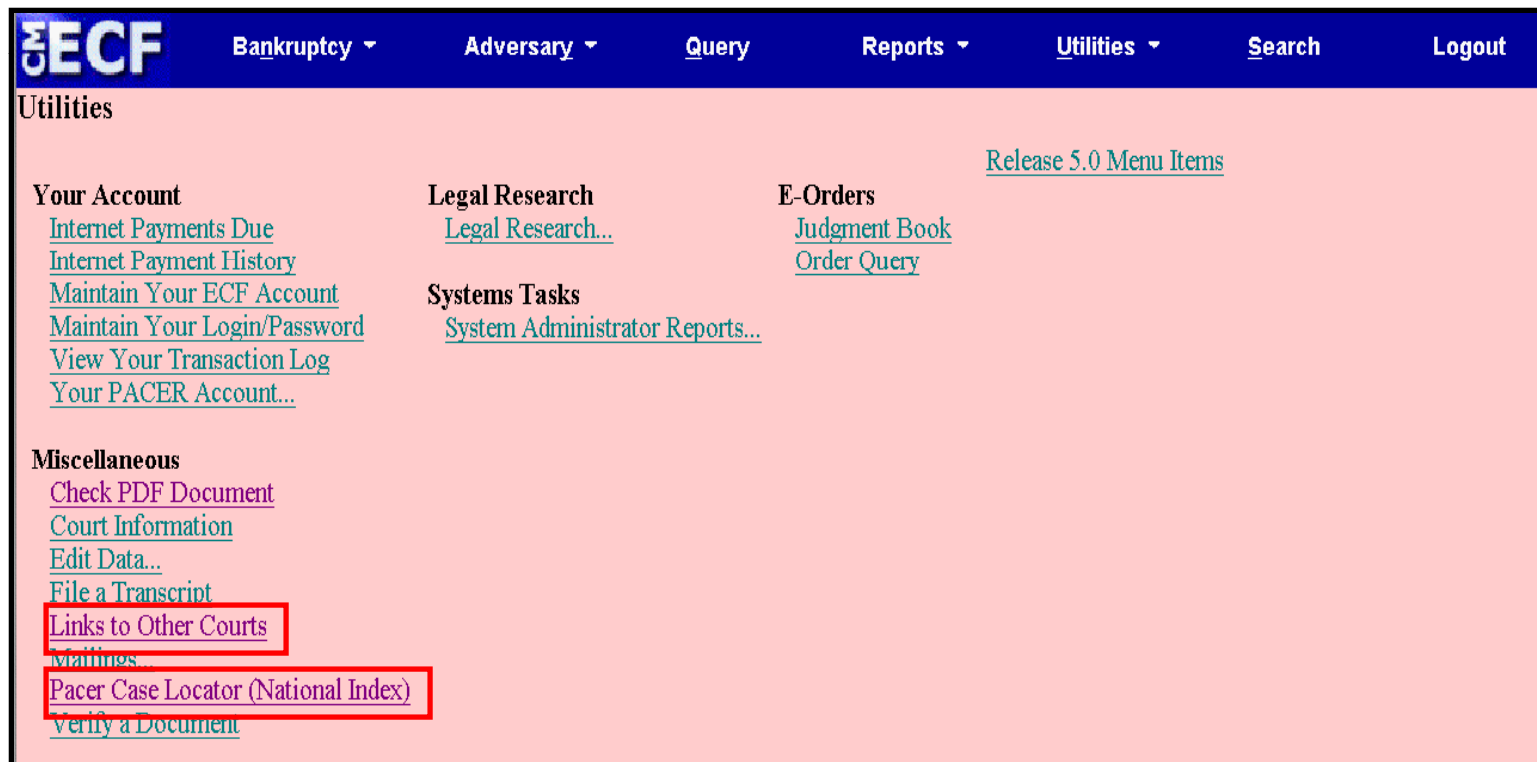 CM ECF Bankruptcy Adversary Query Reports Utilities Search Logout
Utilities
Release 5.0 Menu Items
Your Account
Internet Payments Due
Internet Payment History
Maintain Your ECF Account
Maintain Your Login/Password
View Your Transaction Log
Your PACER Account...
Legal Research
Legal Research...
Systems Tasks
System Administrator Reports...
E-Orders
Judgment Book
Order Query
Miscellaneous
Check PDF Document
Court Information
Edit Data...
File a Transcript
Links to Other Courts
Mailings...
Pacer Case Locator (National Index)
Verify a Document